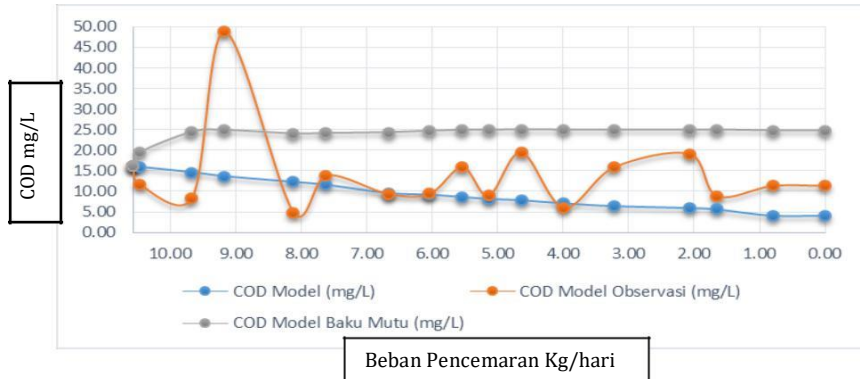 COD mg/L
50.00
45.00
40.00
35.00
30.00
25.00
20.00
15.00
10.00
5.00
0.00
10.00 9.00 8.00 7.00 6.00 5.00 4.00 3.00 2.00 1.00 0.00
COD Model (mg/L) COD Model Observasi (mg/L)
COD Model Baku Mutu (mg/L)
Beban Pencemaran Kg/hari